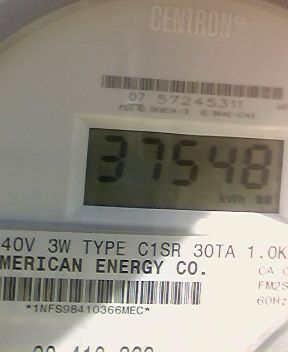 CENTRON®
07 57245311
37548
kWh
40V 3W TYPE C1SR 30TA 1.0K
MERICAN ENERGY CO.
CA
FM2S
60Hz
*1NFS98410366MEC*